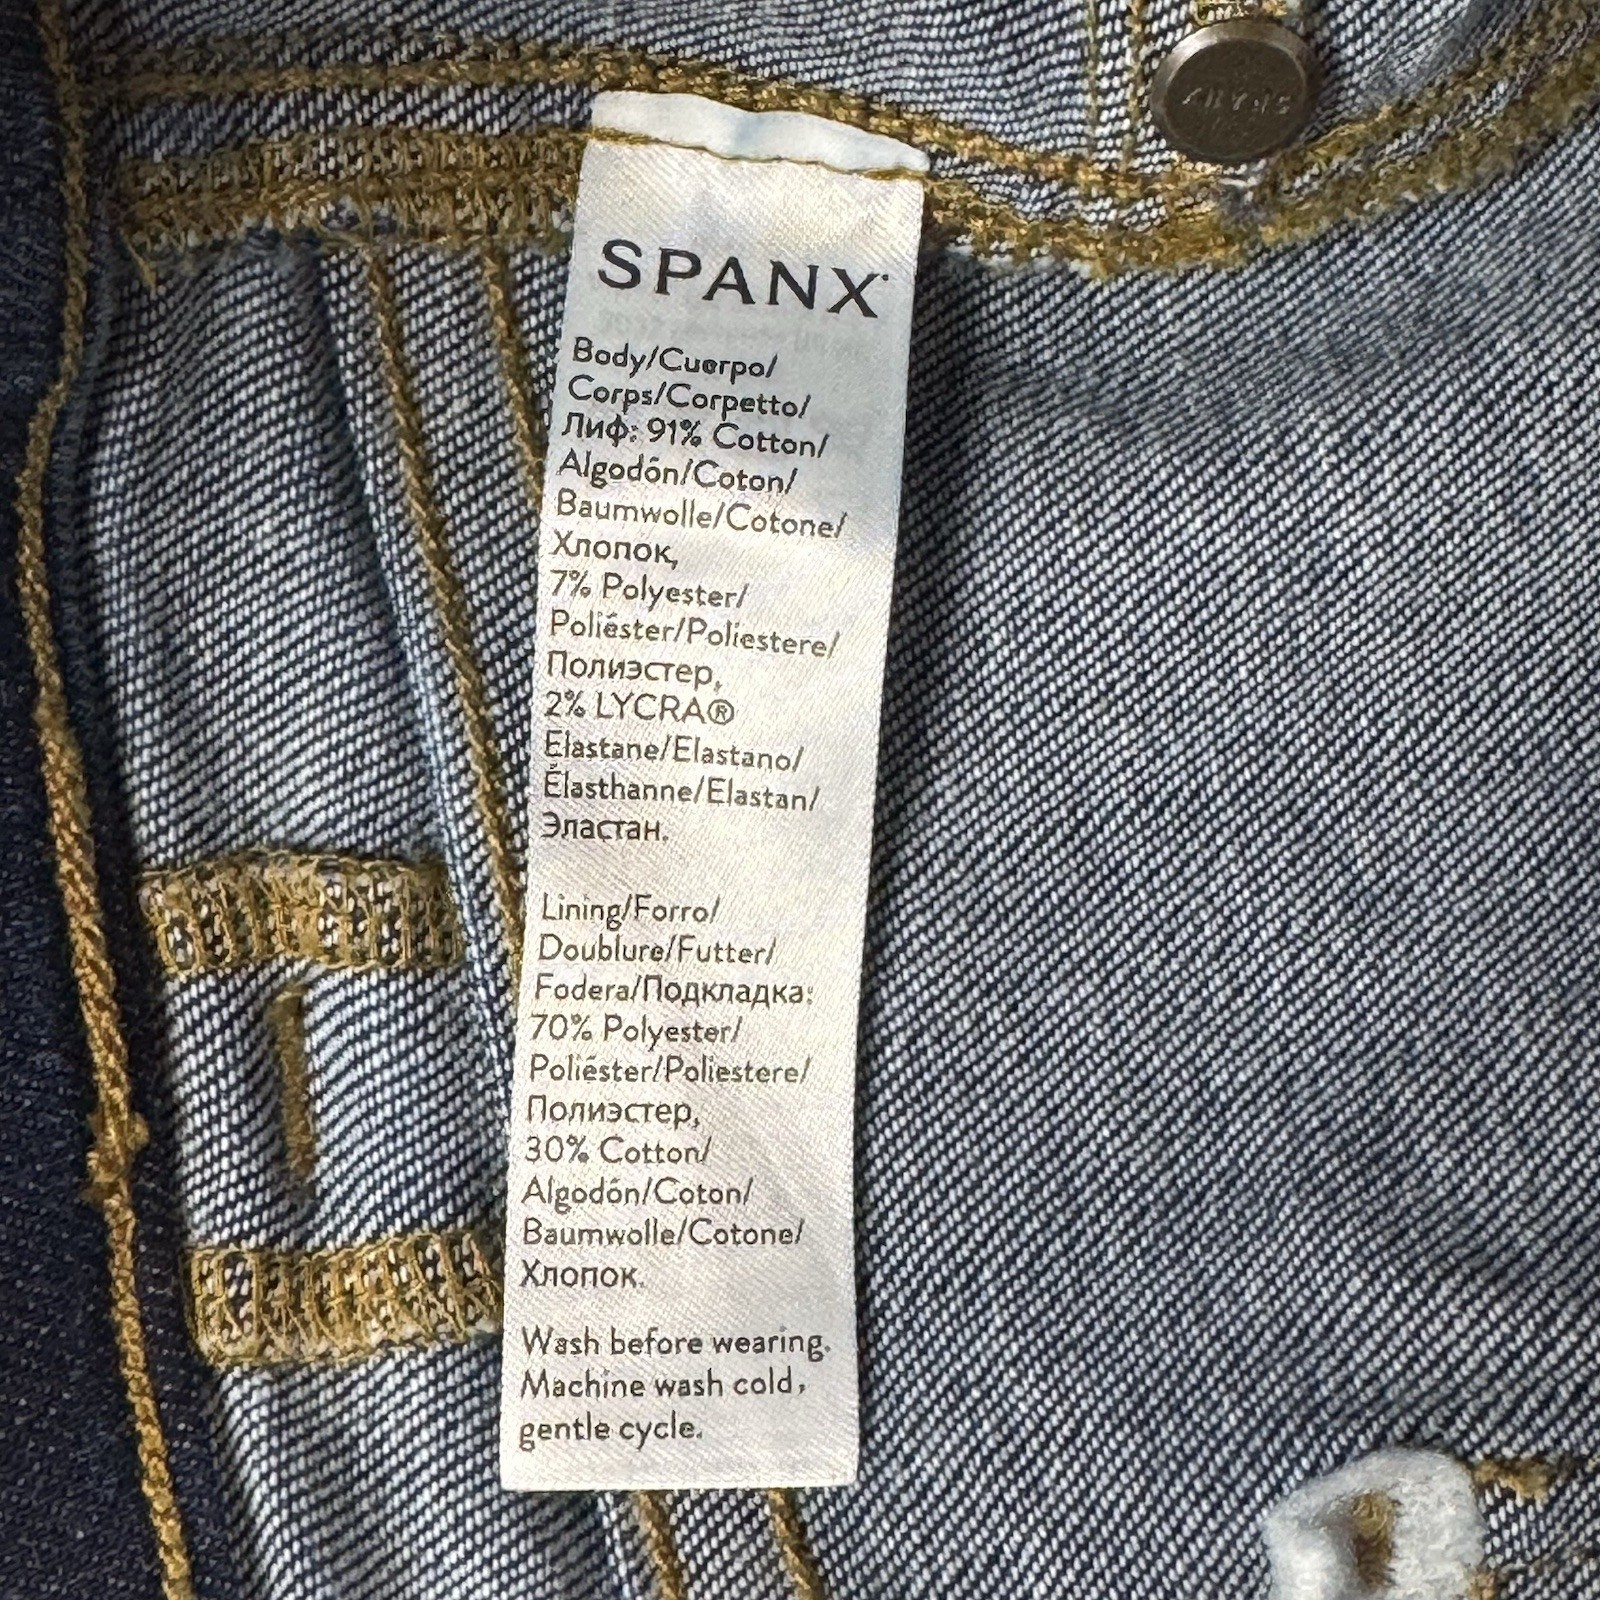 SPANX
Body/Cuerpo/
Corps/Corpetto/
Лиф: 91% Cotton/
Algodón/Coton/
Baumwolle/Cotone/
Хлопок,
7% Polyester/
Poliéster/Poliestere/
Полиэстер,
2% LYCRA®
Elastane/Elastano/
Élasthanne/Elastan/
Эластан.
Lining/Forro/
Doublure/Futter/
Fodera/Подкладка:
70% Polyester/
Poliéster/Poliestere/
Полиэстер,
30% Cotton/
Algodón/Coton/
Baumwolle/Cotone/
Хлопок.
Wash before wearing.
Machine wash cold,
gentle cycle.